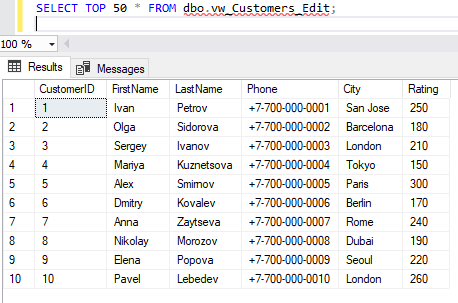 SELECT TOP 50 * FROM dbo.vw_Customers_Edit;
100 %
Results Messages
CustomerID FirstName LastName Phone City Rating
1 1 Ivan Petrov +7-700-000-0001 San Jose 250
2 2 Olga Sidorova +7-700-000-0002 Barcelona 180
3 3 Sergey Ivanov +7-700-000-0003 London 210
4 4 Mariya Kuznetsova +7-700-000-0004 Tokyo 150
5 5 Alex Smirnov +7-700-000-0005 Paris 300
6 6 Dmitry Kovalev +7-700-000-0006 Berlin 170
7 7 Anna Zaytseva +7-700-000-0007 Rome 240
8 8 Nikolay Morozov +7-700-000-0008 Dubai 190
9 9 Elena Popova +7-700-000-0009 Seoul 220
10 10 Pavel Lebedev +7-700-000-0010 London 260